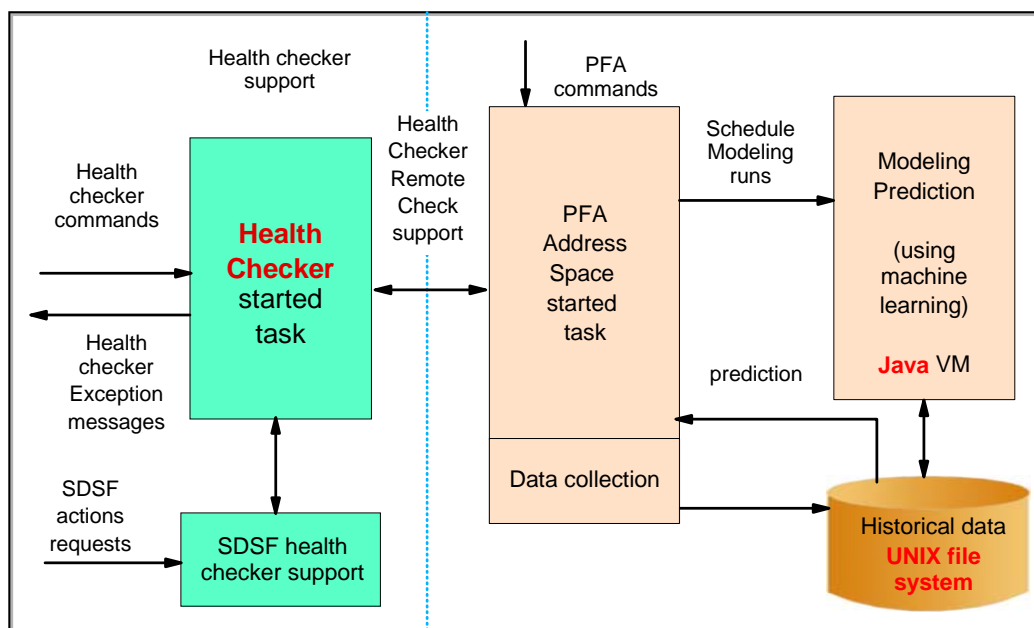 Health checker
support
Health
checker
commands
Health
Checker
started
task
Health
checker
Exception
messages
SDSF
actions
requests
SDSF health
checker support
Health
Checker
Remote
Check
support
PFA
commands
PFA
Address
Space
started
task
Data collection
Schedule
Modeling
runs
prediction
Modeling
Prediction
(using
machine
learning)
Java VM
Historical data
UNIX file
system